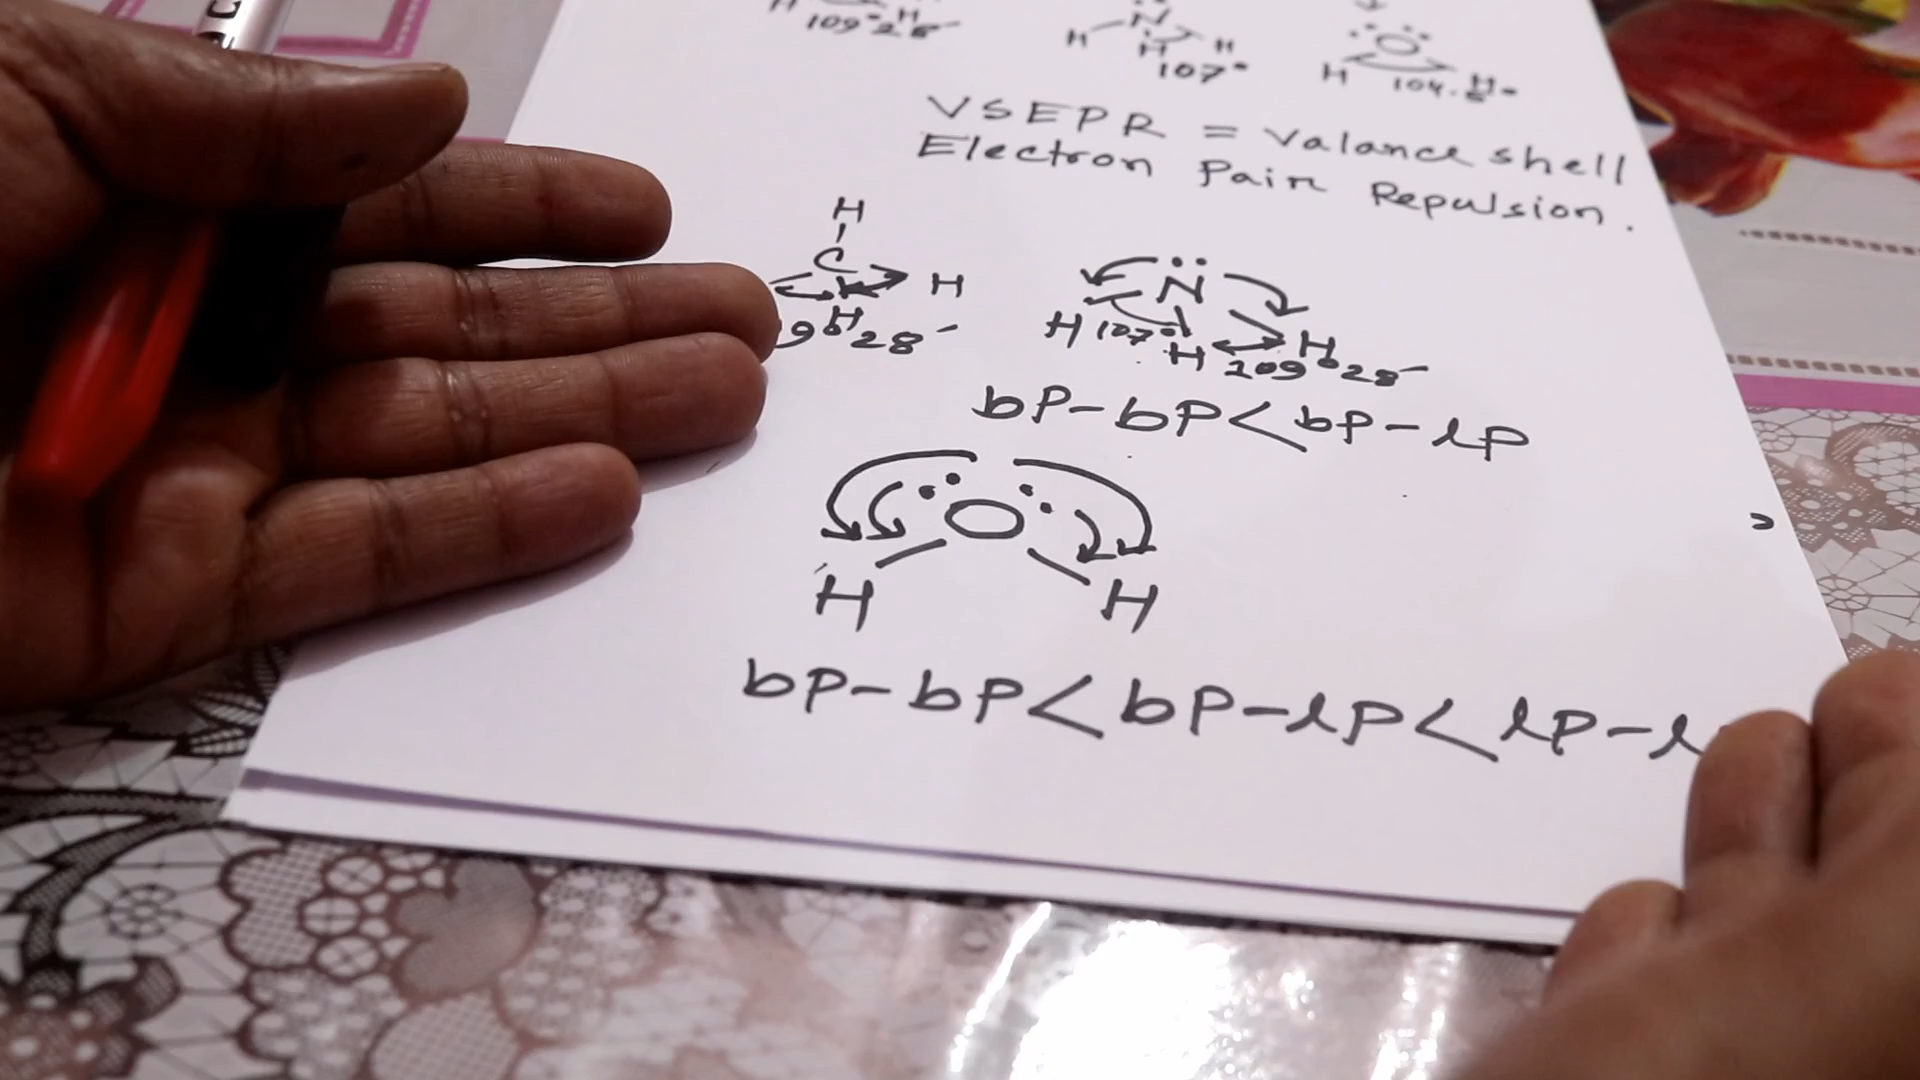 H 109°28′ H
N
H H H
107°
O
H 104.5° H
VSEPR = Valance shell
Electron Pair Repulsion.
H
C H
H
9°28′
N
H 107° H H
109°28′
bP-bP<bP-lP
O
H H
bP-bP<bP-lP<lP-l